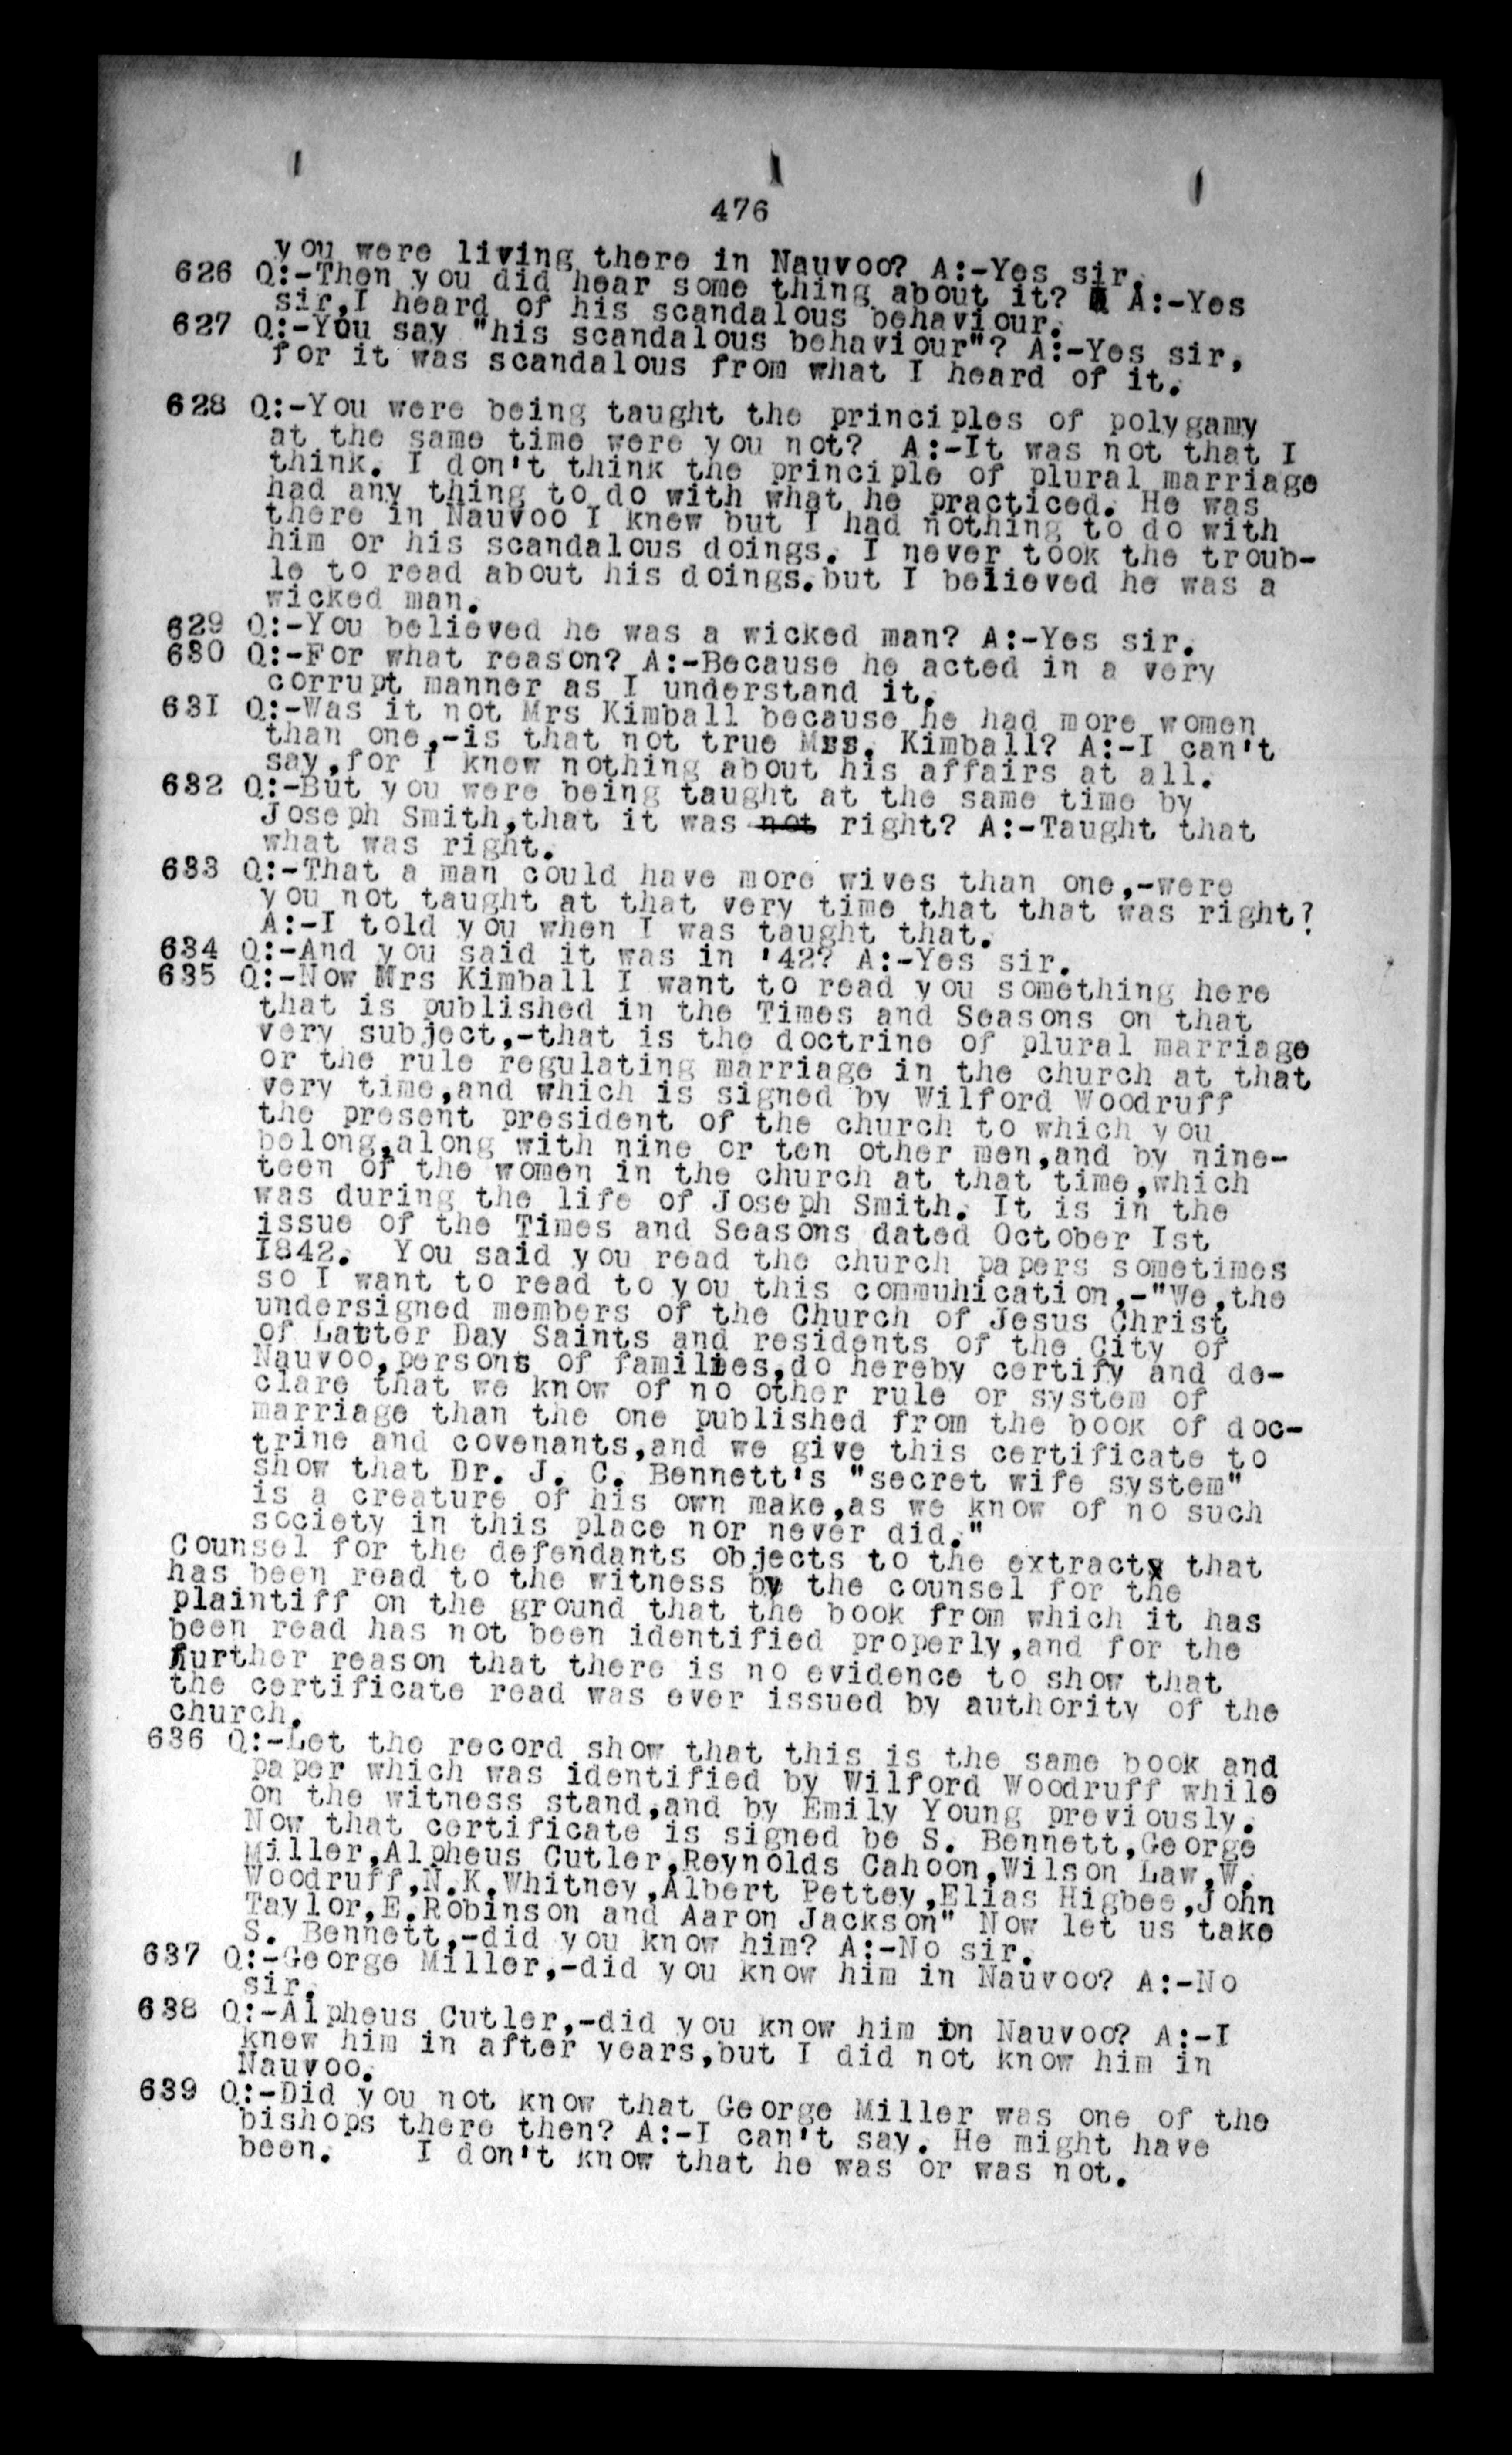 476
you were living there in Nauvoo? A:-Yes sir.
626 Q:-Then you did hear some thing about it? A:-Yes
sir,I heard of his scandalous behaviour.
627 Q:-You say "his scandalous behaviour"? A:-Yes sir,
for it was scandalous from what I heard of it.
628 Q:-You were being taught the principles of polygamy
at the same time were you not? A:-It was not that I
think. I don't think the principle of plural marriage
had any thing to do with what he practiced. He was
there in Nauvoo I knew but I had nothing to do with
him or his scandalous doings. I never took the troub-
le to read about his doings.but I believed he was a
wicked man.
629 Q:-You believed he was a wicked man? A:-Yes sir.
630 Q:-For what reason? A:-Because he acted in a very
corrupt manner as I understand it.
631 Q:-Was it not Mrs Kimball because he had more women
than one,-is that not true Mrs. Kimball? A:-I can't
say,for I knew nothing about his affairs at all.
632 Q:-But you were being taught at the same time by
Joseph Smith,that it was not right? A:-Taught that
what was right.
633 Q:-That a man could have more wives than one,-were
you not taught at that very time that that was right?
A:-I told you when I was taught that.
634 Q:-And you said it was in '42? A:-Yes sir.
635 Q:-Now Mrs Kimball I want to read you something here
that is published in the Times and Seasons on that
very subject,-that is the doctrine of plural marriage
or the rule regulating marriage in the church at that
very time,and which is signed by Wilford Woodruff
the present president of the church to which you
belong,along with nine or ten other men,and by nine-
teen of the women in the church at that time,which
was during the life of Joseph Smith. It is in the
issue of the Times and Seasons dated October Ist
I842. You said you read the church papers sometimes
so I want to read to you this communication,-"We,the
undersigned members of the Church of Jesus Christ
of Latter Day Saints and residents of the City of
Nauvoo,persons of families,do hereby certify and de-
clare that we know of no other rule or system of
marriage than the one published from the book of doc-
trine and covenants,and we give this certificate to
show that Dr. J. C. Bennett's "secret wife system"
is a creature of his own make,as we know of no such
society in this place nor never did."
Counsel for the defendants objects to the extract that
has been read to the witness by the counsel for the
plaintiff on the ground that the book from which it has
been read has not been identified properly,and for the
further reason that there is no evidence to show that
the certificate read was ever issued by authority of the
church.
636 Q:-Let the record show that this is the same book and
paper which was identified by Wilford Woodruff while
on the witness stand,and by Emily Young previously.
Now that certificate is signed be S. Bennett,George
Miller,Alpheus Cutler,Reynolds Cahoon,Wilson Law,W.
Woodruff,N.K.Whitney,Albert Pettey,Elias Higbee,John
Taylor,E.Robinson and Aaron Jackson" Now let us take
S. Bennett,-did you know him? A:-No sir.
637 Q:-George Miller,-did you know him in Nauvoo? A:-No
sir.
638 Q:-Alpheus Cutler,-did you know him in Nauvoo? A:-I
knew him in after years,but I did not know him in
Nauvoo.
639 Q:-Did you not know that George Miller was one of the
bishops there then? A:-I can't say. He might have
been. I don't know that he was or was not.